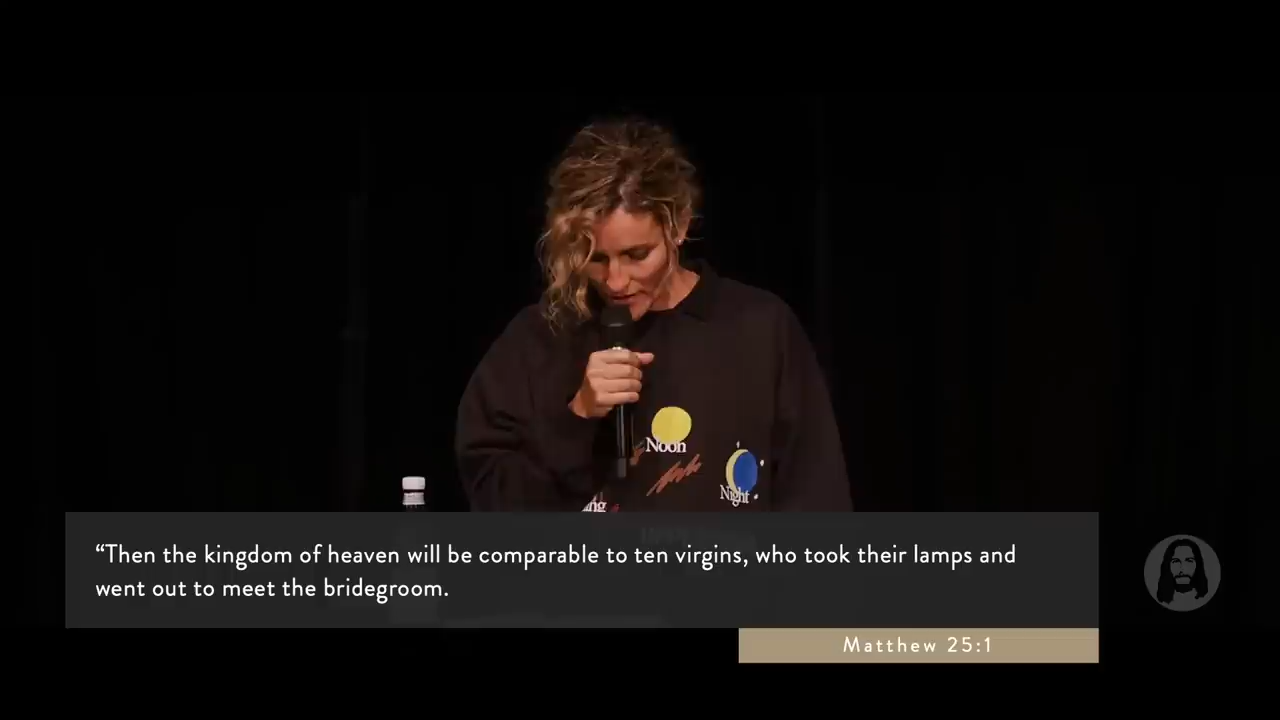 Noon
Night
ng
“Then the kingdom of heaven will be comparable to ten virgins, who took their lamps and
went out to meet the bridegroom.
Matthew 25:1